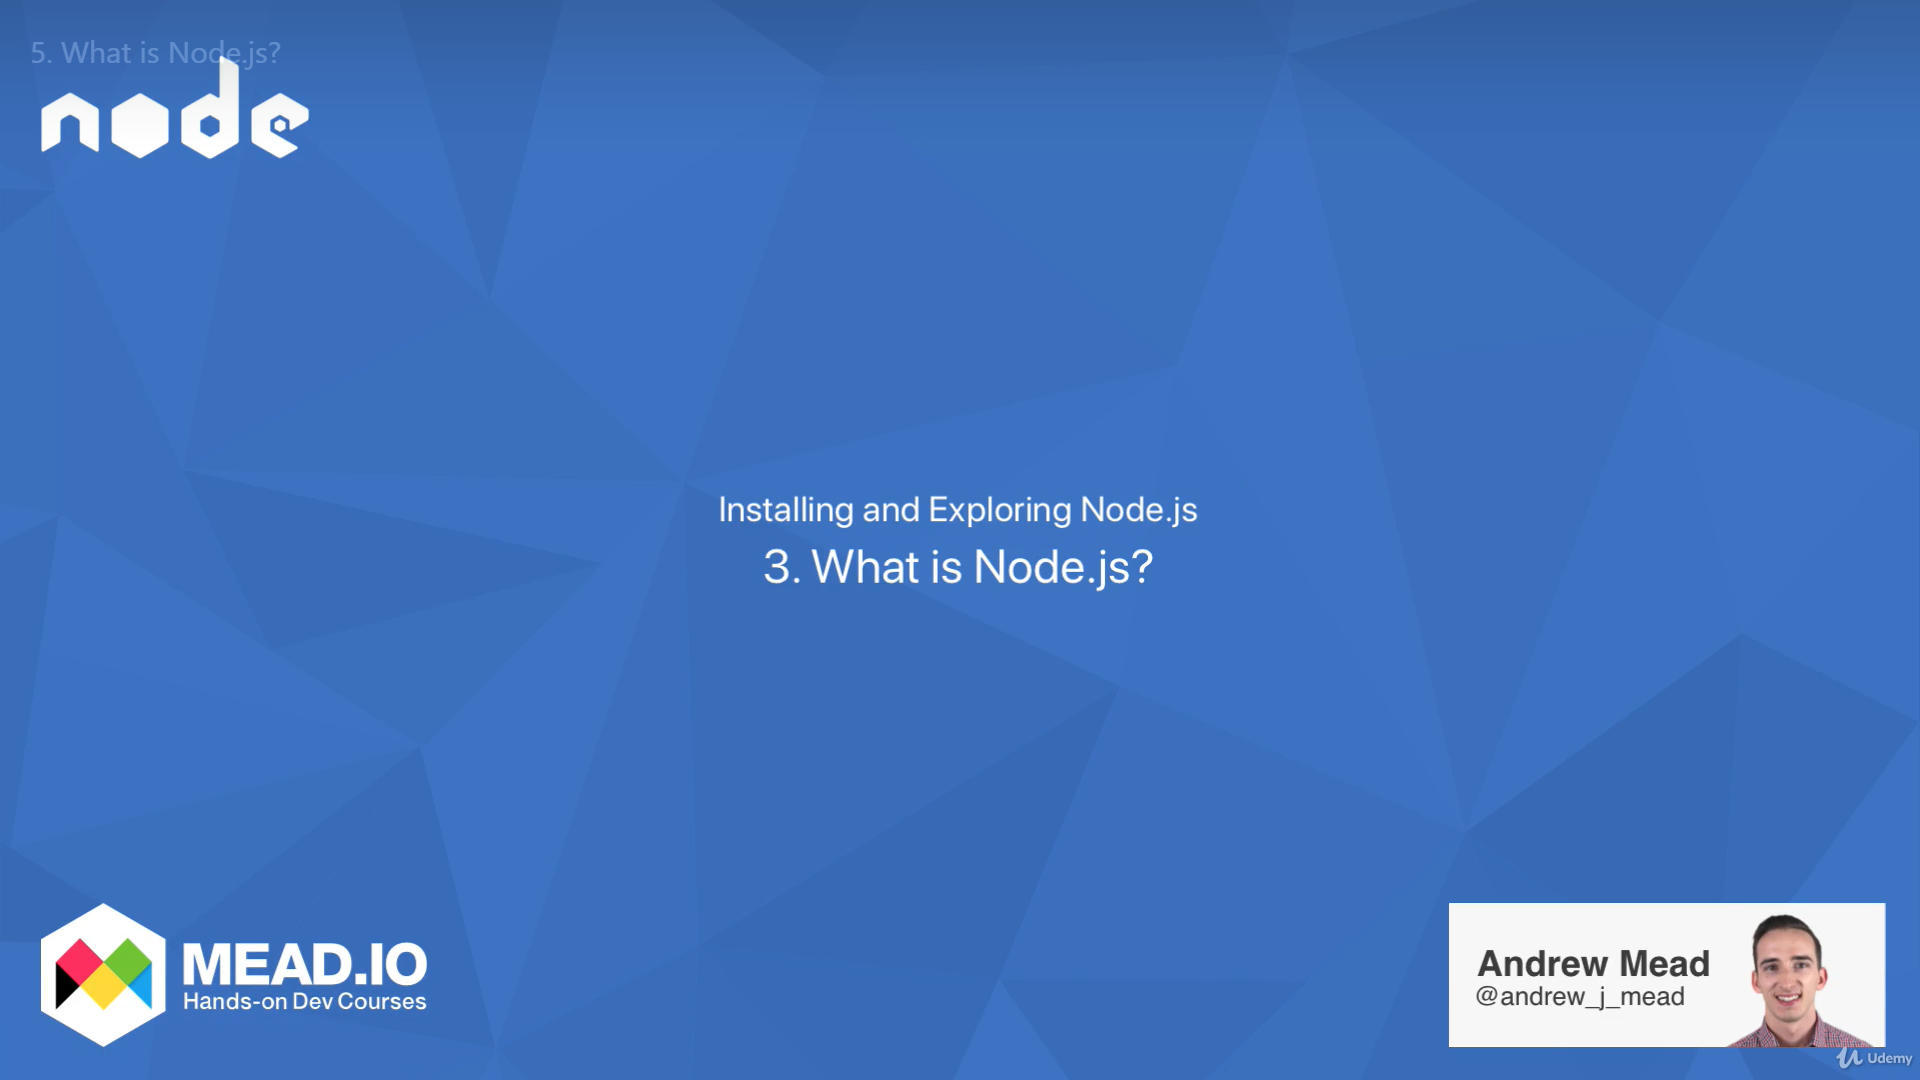 5. What is Node.js?
node
Installing and Exploring Node.js
3. What is Node.js?
MEAD.IO
Hands-on Dev Courses
Andrew Mead
@andrew_j_mead
Udemy